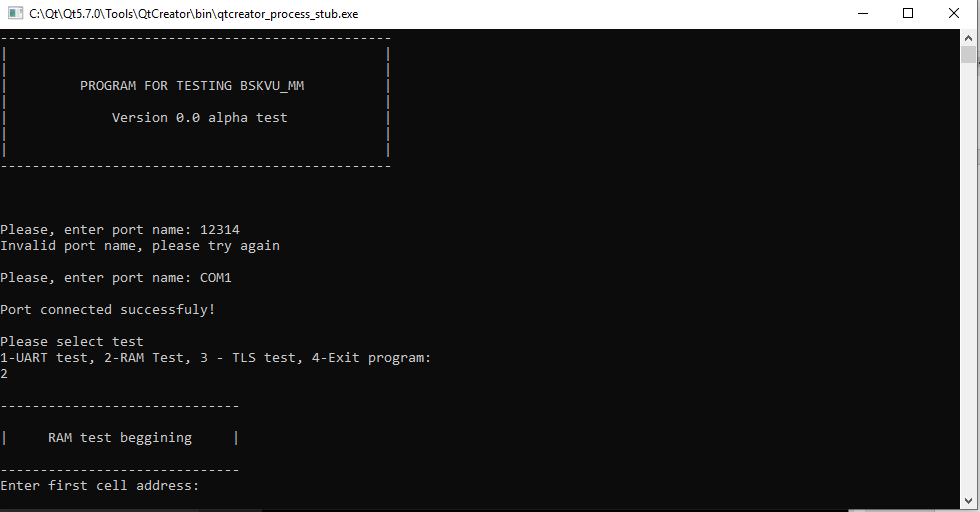 C:\Qt\Qt5.7.0\Tools\QtCreator\bin\qtcreator_process_stub.exe
-------------------------------------------------
|                                               |
|                                               |
|         PROGRAM FOR TESTING BSKVU_MM          |
|                                               |
|             Version 0.0 alpha test            |
|                                               |
|                                               |
-------------------------------------------------
Please, enter port name: 12314
Invalid port name, please try again
Please, enter port name: COM1
Port connected successfuly!
Please select test
1-UART test, 2-RAM Test, 3 - TLS test, 4-Exit program:
2
------------------------------
|     RAM test beggining     |
------------------------------
Enter first cell address: